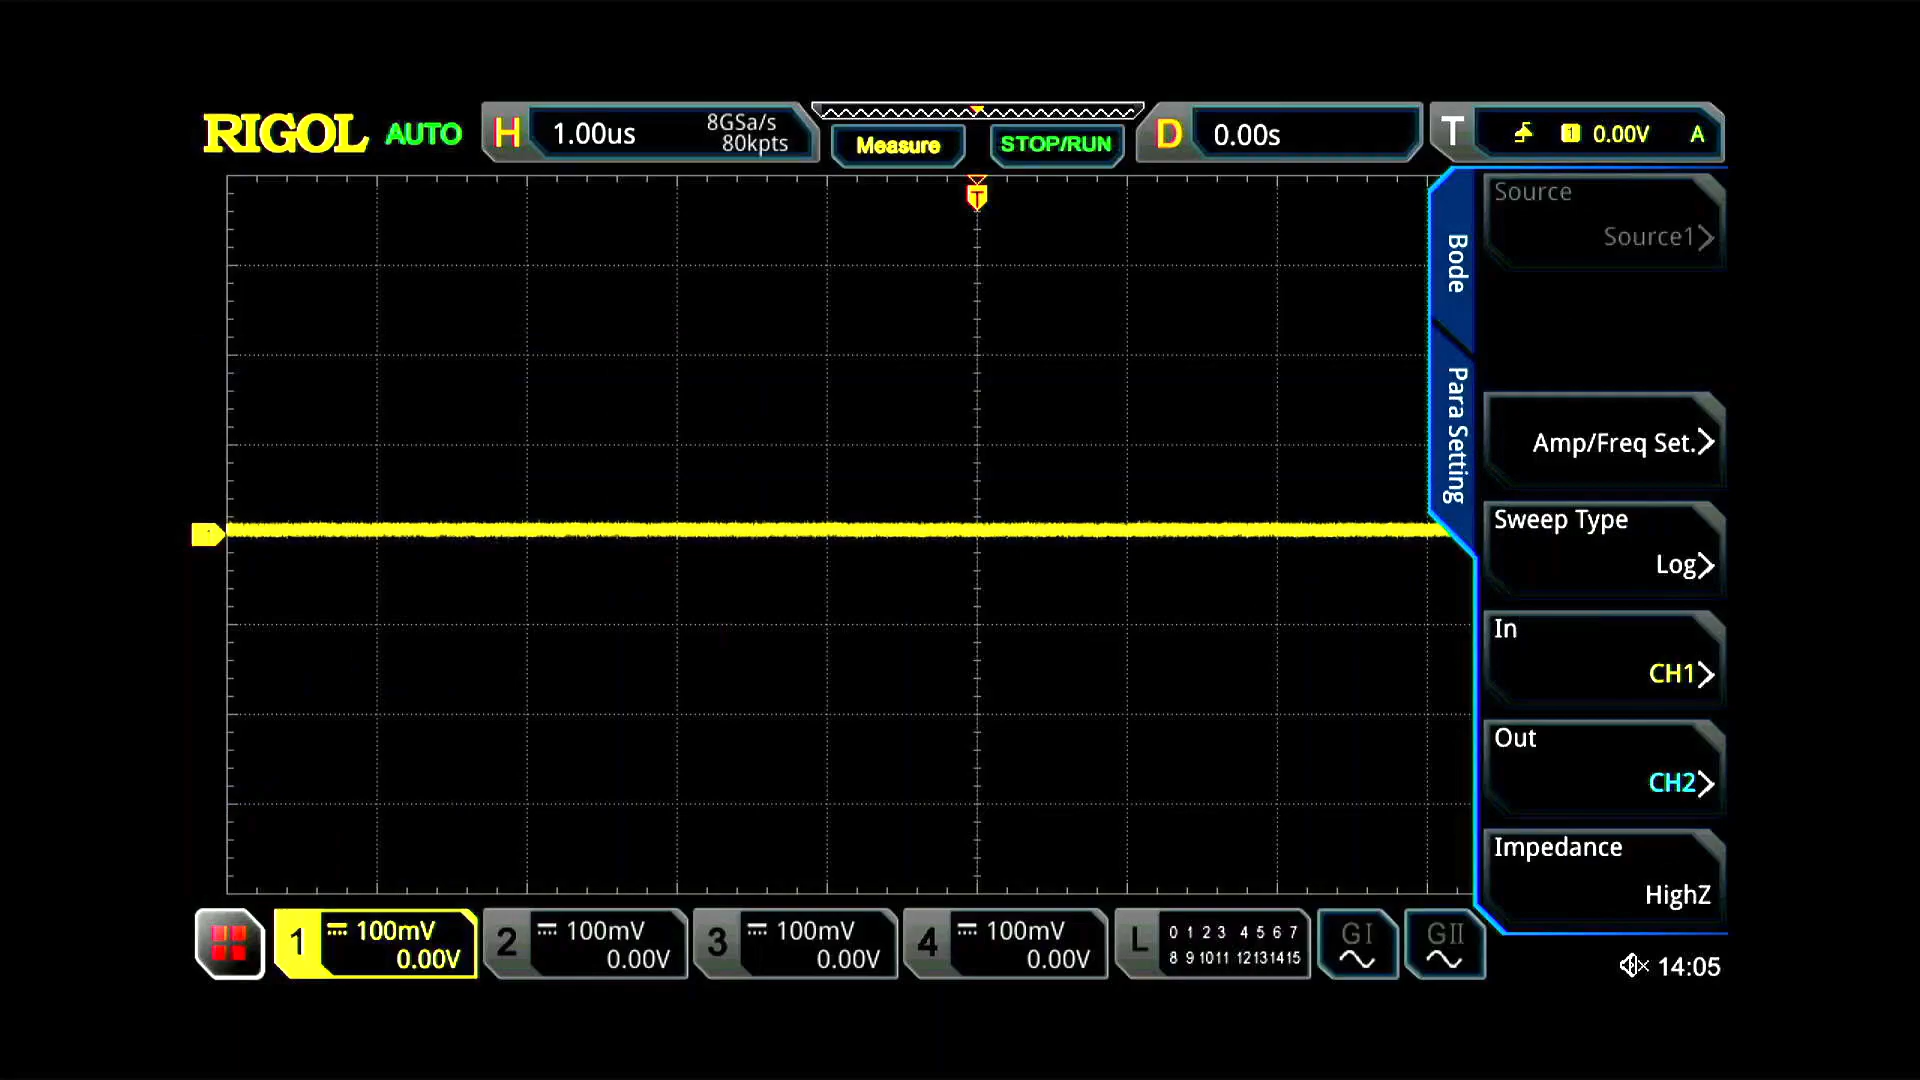 RIGOL AUTO H 1.00us 8GSa/s D 0.00s T 1 0.00V A
80kpts
Measure STOP/RUN
T
Bode
Para Setting
Source
Source1
Amp/Freq Set.
Sweep Type
Log
In
CH1
Out
CH2
Impedance
HighZ
1 100mV 2 100mV 3 100mV 4 100mV L 0 1 2 3 4 5 6 7 GI GII
0.00V 0.00V 0.00V 0.00V 8 9 10 11 12 13 14 15
14:05